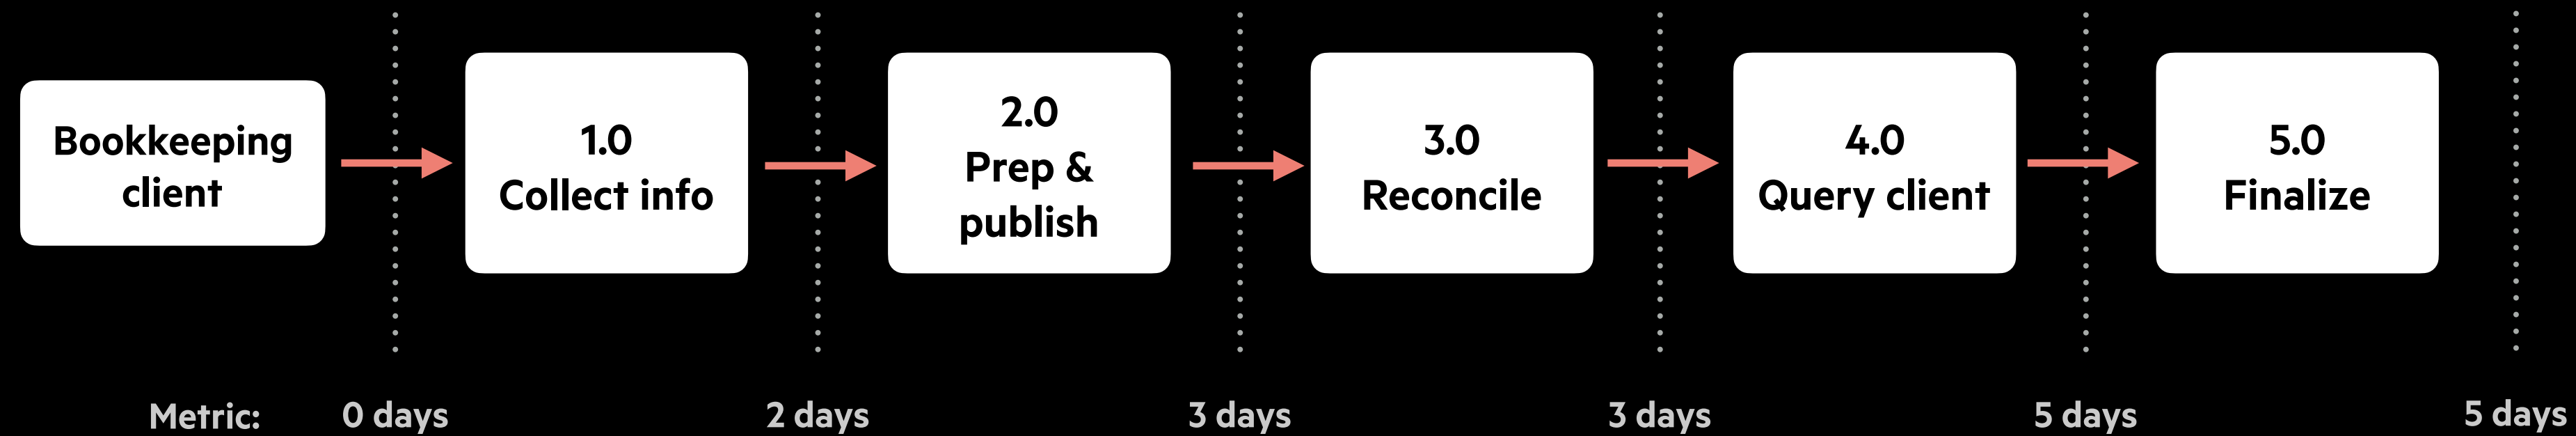 Bookkeeping
client
1.0
Collect info
2.0
Prep &
publish
3.0
Reconcile
4.0
Query client
5.0
Finalize
Metric: 0 days 2 days 3 days 3 days 5 days 5 days